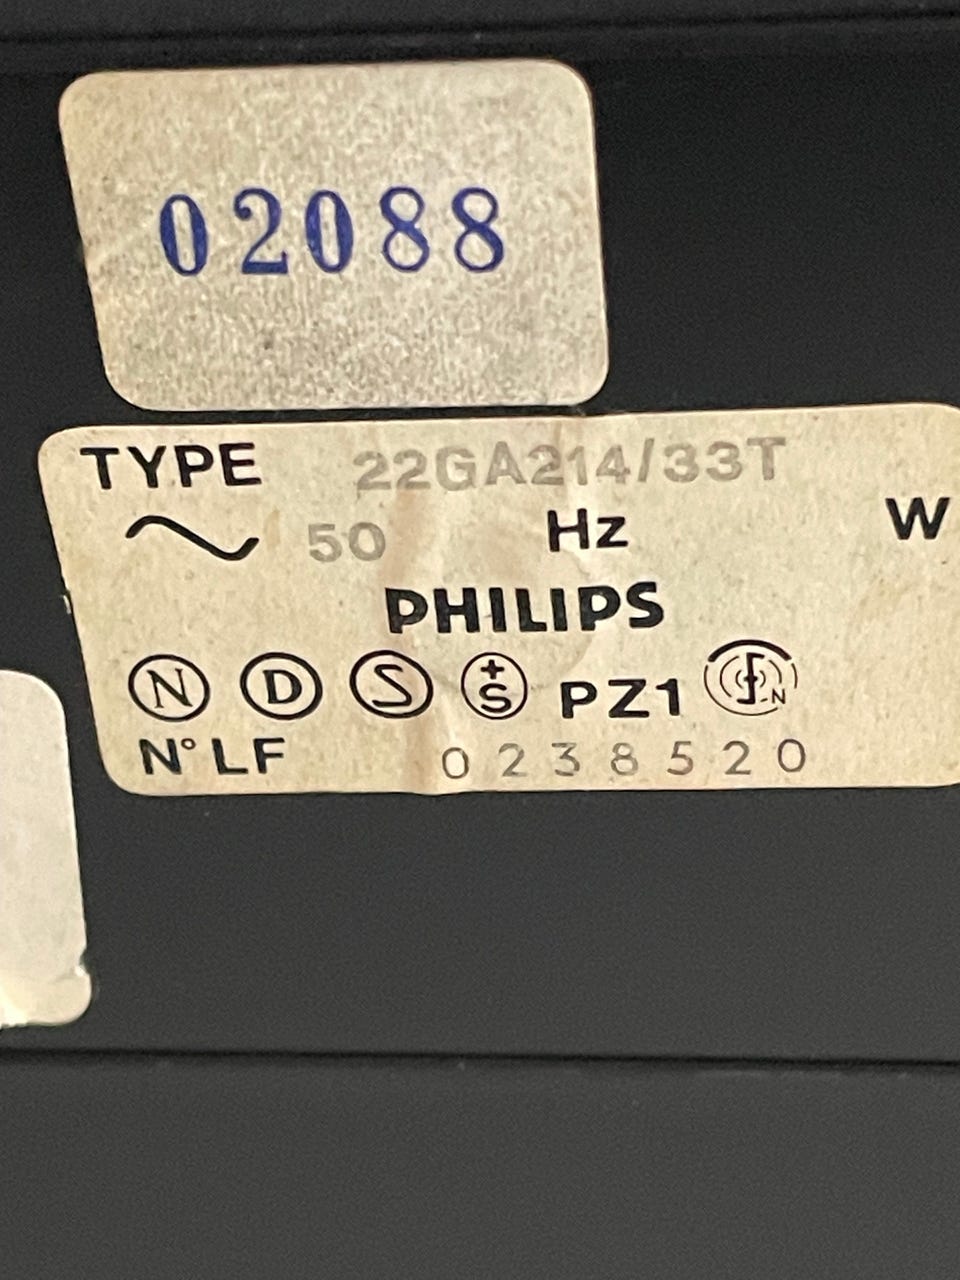 02088
TYPE 22GA214/33T
~ 50 Hz W
PHILIPS
N D S +S PZ1 N
N° LF 0238520